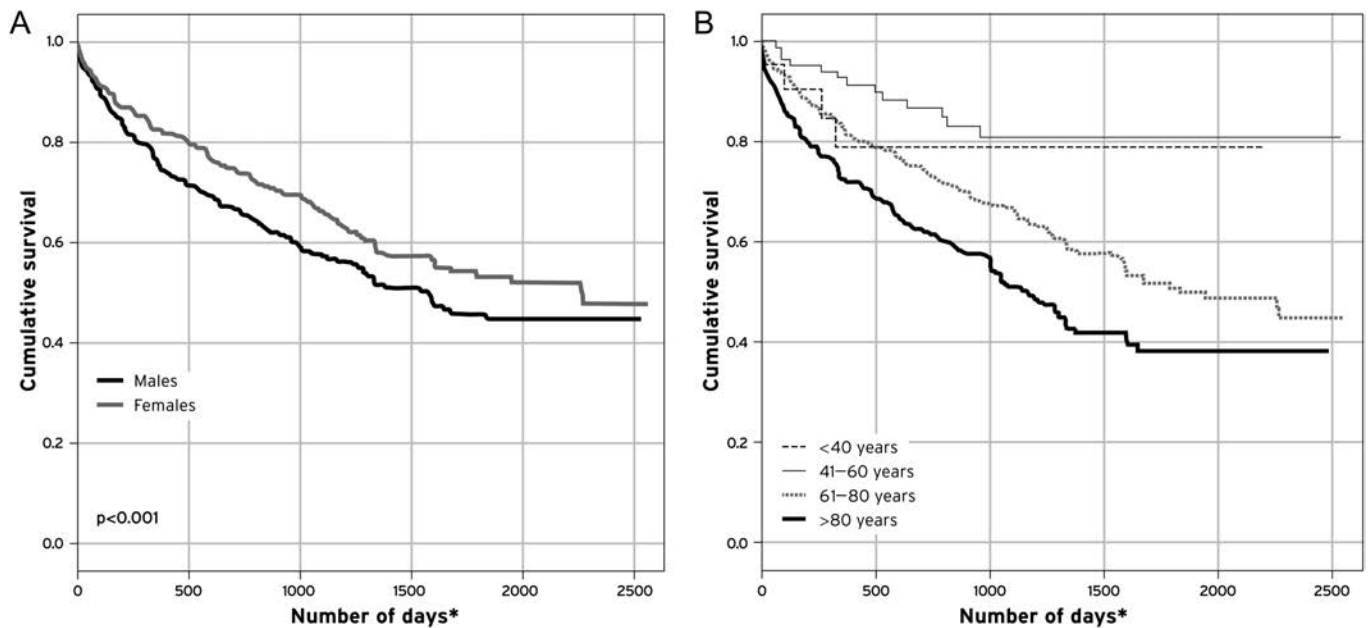 A
1.0
0.8
0.6
0.4
0.2
0.0
Cumulative survival
Males
Females
p<0.001
0 500 1000 1500 2000 2500
Number of days*
B
1.0
0.8
0.6
0.4
0.2
0.0
Cumulative survival
<40 years
41–60 years
61–80 years
>80 years
0 500 1000 1500 2000 2500
Number of days*